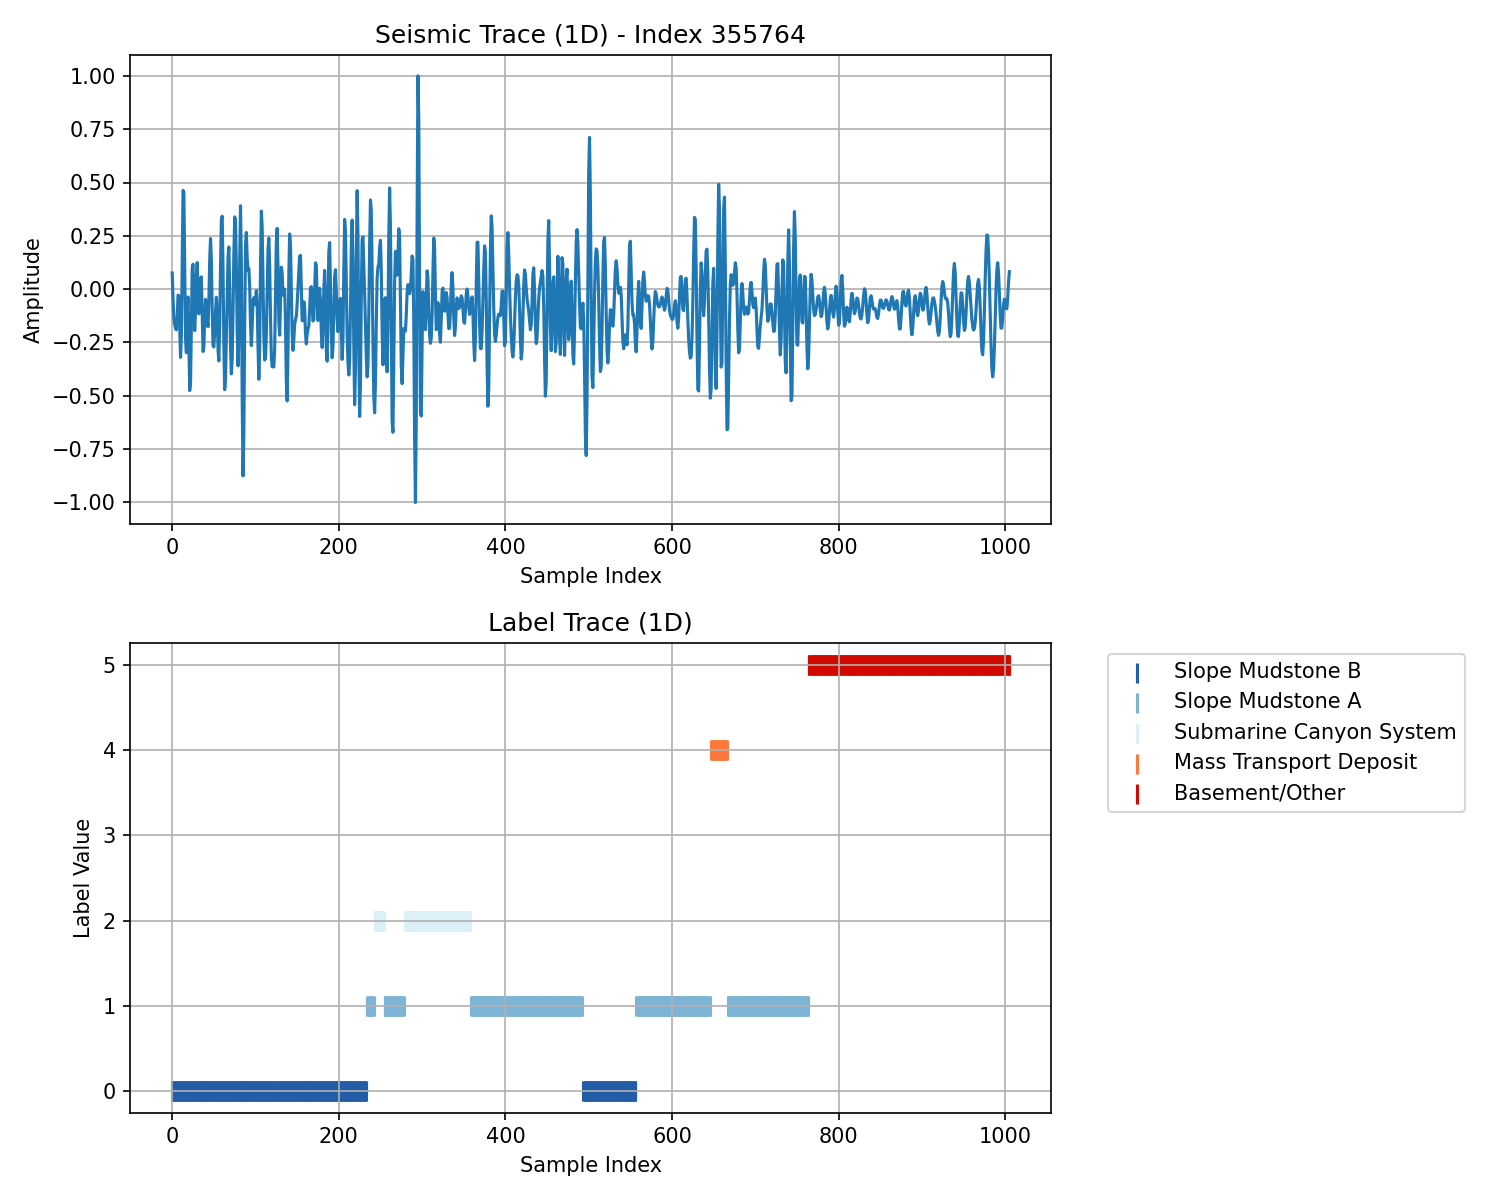 Seismic Trace (1D) - Index 355764
1.00
0.75
0.50
0.25
0.00
−0.25
−0.50
−0.75
−1.00
Amplitude
0 200 400 600 800 1000
Sample Index
Label Trace (1D)
5
4
3
2
1
0
Label Value
0 200 400 600 800 1000
Sample Index
Slope Mudstone B
Slope Mudstone A
Submarine Canyon System
Mass Transport Deposit
Basement/Other